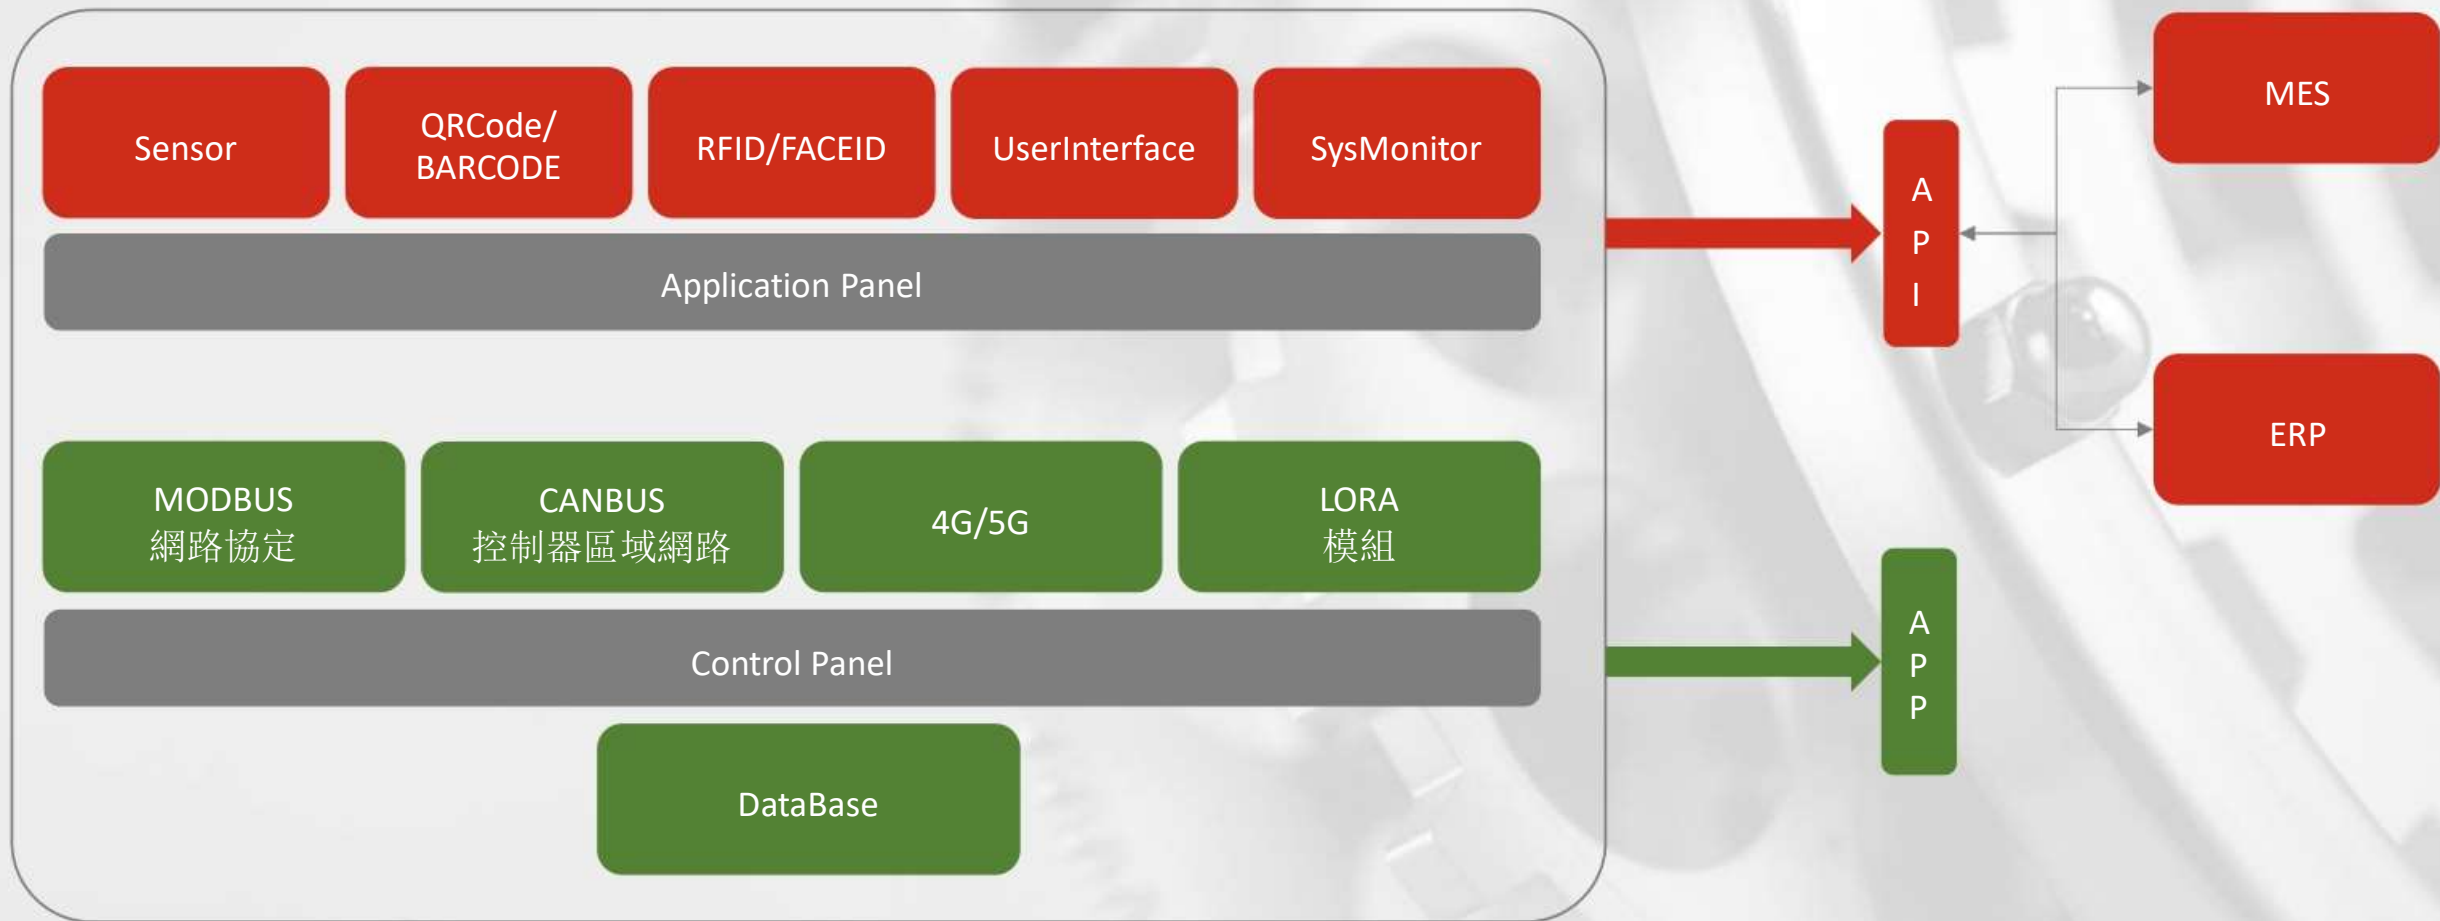 Sensor
QRCode/
BARCODE
RFID/FACEID
UserInterface
SysMonitor
Application Panel
MODBUS
網路協定
CANBUS
控制器區域網路
4G/5G
LORA
模組
Control Panel
DataBase
A
P
I
A
P
P
MES
ERP